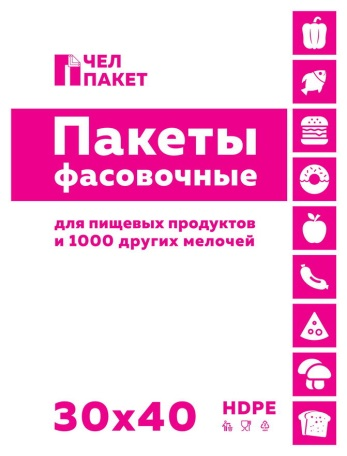 ЧЕЛ
ПАКЕТ
Пакеты
фасовочные
для пищевых продуктов
и 1000 других мелочей
30x40
HDPE